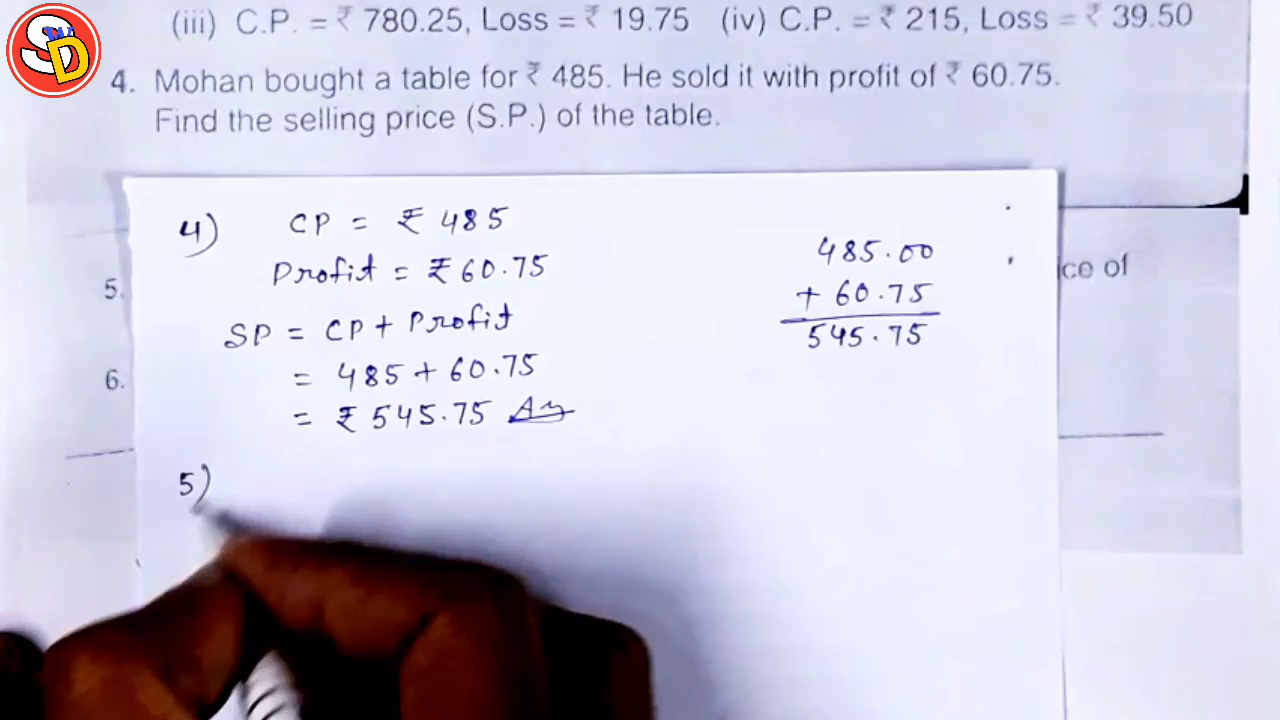 SWD
(iii) C.P. = ₹ 780.25, Loss = ₹ 19.75 (iv) C.P. = ₹ 215, Loss = ₹ 39.50
4. Mohan bought a table for ₹ 485. He sold it with profit of ₹ 60.75.
Find the selling price (S.P.) of the table.
4) CP = ₹ 485
Profit = ₹ 60.75
SP = CP + Profit
= 485 + 60.75
= ₹ 545.75 Ans
485.00
+ 60.75
545.75
5. ce of
6.
5)